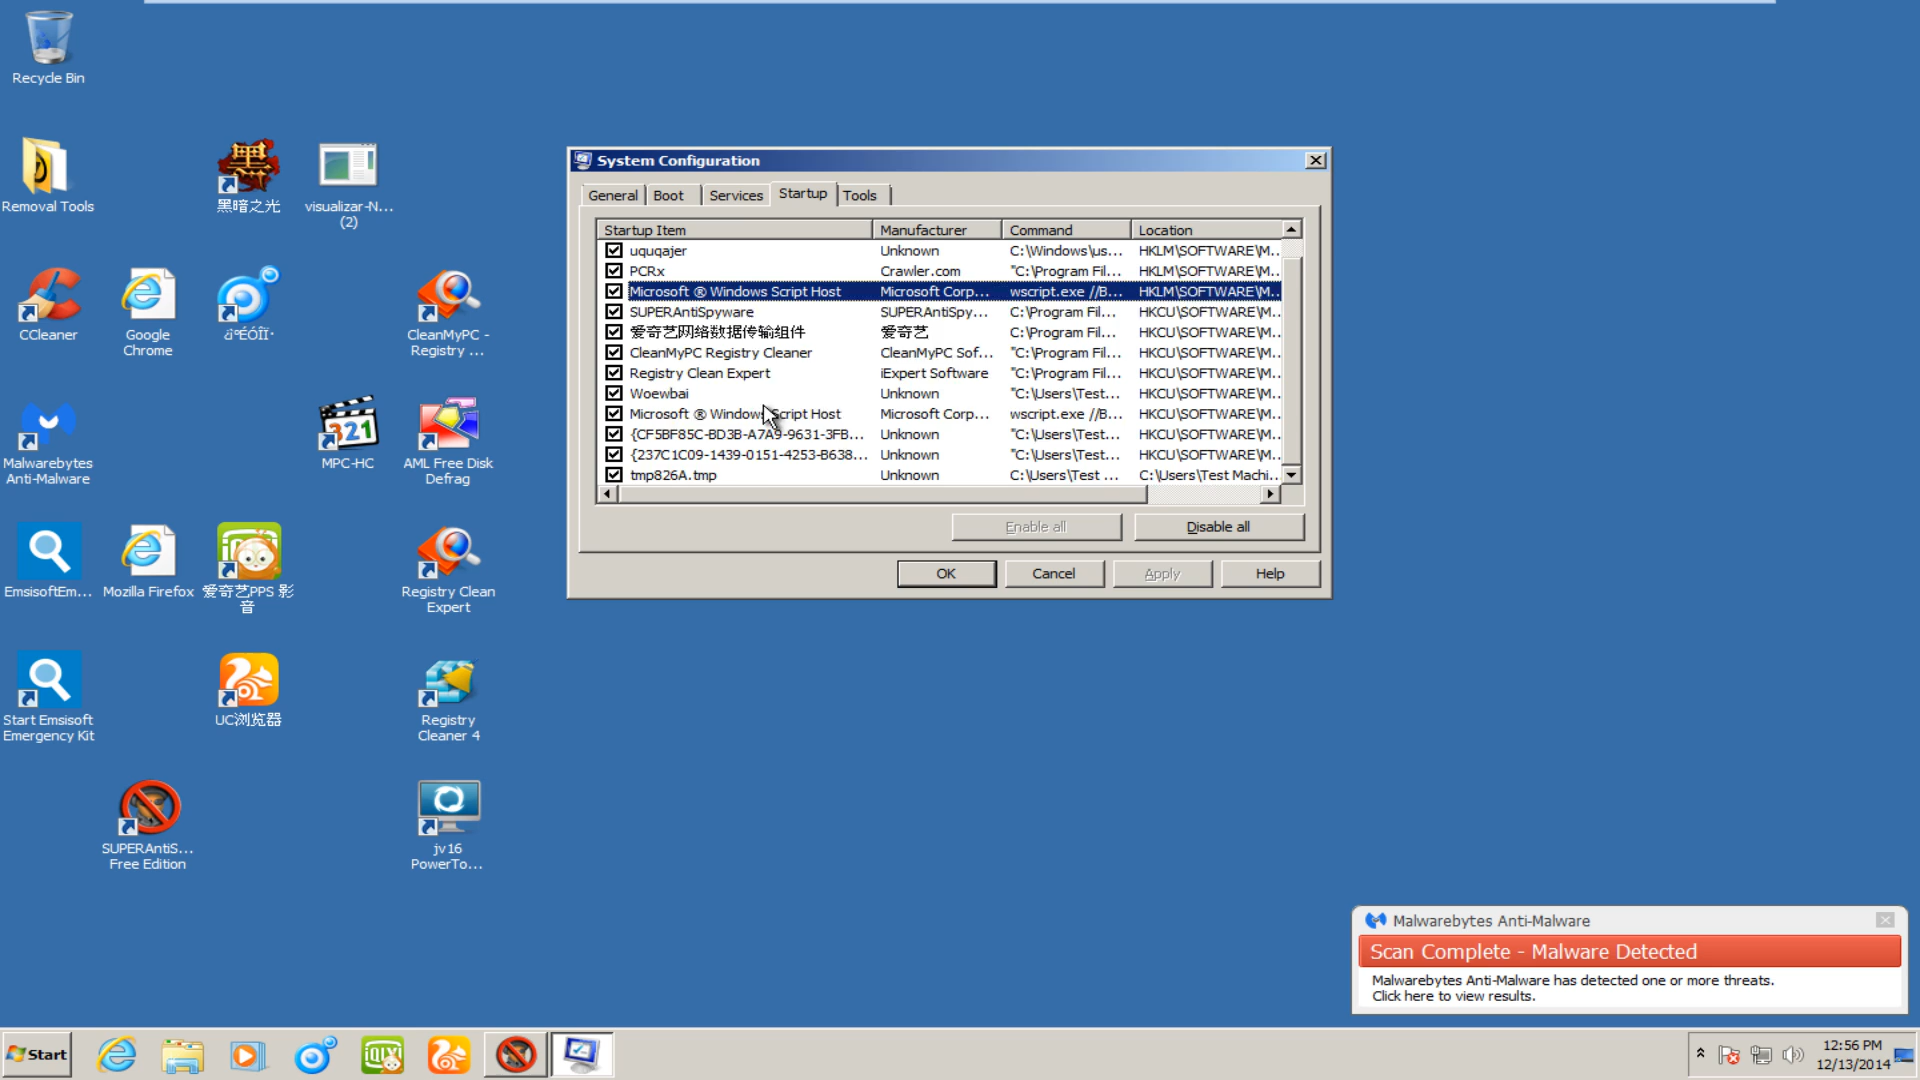 Recycle Bin
Removal Tools
黑暗之光
visualizar-N...
(2)
CCleaner
Google
Chrome
äºÉÓÎÏ·
CleanMyPC -
Registry ...
Malwarebytes
Anti-Malware
MPC-HC
AML Free Disk
Defrag
EmsisoftEm...
Mozilla Firefox
爱奇艺PPS 影
音
Registry Clean
Expert
Start Emsisoft
Emergency Kit
UC浏览器
Registry
Cleaner 4
SUPERAntiS...
Free Edition
jv16
PowerTo...
System Configuration
General Boot Services Startup Tools
Startup Item Manufacturer Command Location
uquqajer Unknown C:\Windows\us... HKLM\SOFTWARE\M...
PCRx Crawler.com "C:\Program Fil... HKLM\SOFTWARE\M...
Microsoft ® Windows Script Host Microsoft Corp... wscript.exe //B... HKLM\SOFTWARE\M...
SUPERAntiSpyware SUPERAntiSpy... C:\Program Fil... HKCU\SOFTWARE\M...
爱奇艺网络数据传输组件 爱奇艺 C:\Program Fil... HKCU\SOFTWARE\M...
CleanMyPC Registry Cleaner CleanMyPC Sof... "C:\Program Fil... HKCU\SOFTWARE\M...
Registry Clean Expert iExpert Software "C:\Program Fil... HKCU\SOFTWARE\M...
Woewbai Unknown "C:\Users\Test... HKCU\SOFTWARE\M...
Microsoft ® Windows Script Host Microsoft Corp... wscript.exe //B... HKCU\SOFTWARE\M...
{CF5BF85C-BD3B-A7A9-9631-3FB... Unknown "C:\Users\Test... HKCU\SOFTWARE\M...
{237C1C09-1439-0151-4253-B638... Unknown "C:\Users\Test... HKCU\SOFTWARE\M...
tmp826A.tmp Unknown C:\Users\Test ... C:\Users\Test Machi...
Enable all Disable all
OK Cancel Apply Help
Malwarebytes Anti-Malware
Scan Complete - Malware Detected
Malwarebytes Anti-Malware has detected one or more threats.
Click here to view results.
Start
12:56 PM
12/13/2014